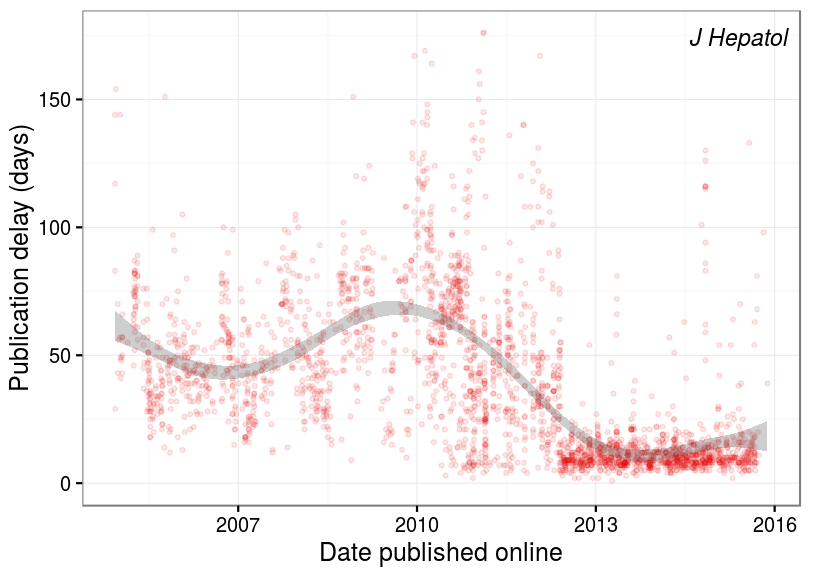 J Hepatol
Publication delay (days)
150
100
50
0
2007 2010 2013 2016
Date published online